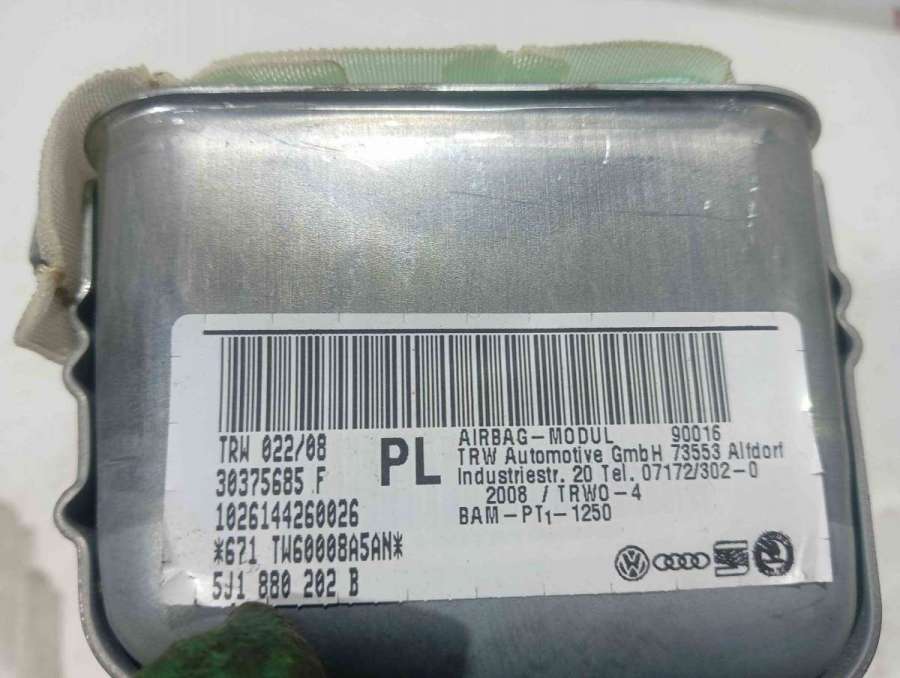 TRW 022/08
30375685 F
1026144260026
*671 TW60008A5AN*
5J1 880 202 B
PL
AIRBAG-MODUL 90016
TRW Automotive GmbH 73553 Alfdorf
Industriestr. 20 Tel. 07172/302-0
2008 / TRWO-4
BAM-PT1-1250